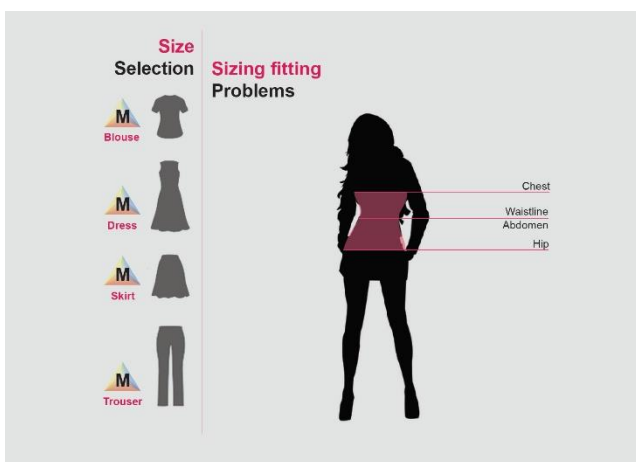 Size
Selection
M
Blouse
M
Dress
M
Skirt
M
Trouser
Sizing fitting
Problems
Chest
Waistline
Abdomen
Hip